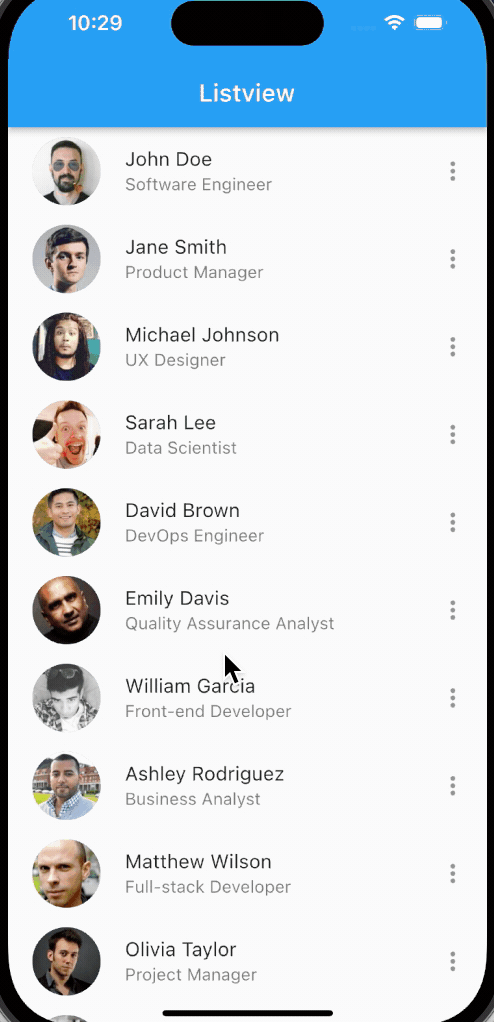 10:29
Listview
John Doe
Software Engineer
Jane Smith
Product Manager
Michael Johnson
UX Designer
Sarah Lee
Data Scientist
David Brown
DevOps Engineer
Emily Davis
Quality Assurance Analyst
William Garcia
Front-end Developer
Ashley Rodriguez
Business Analyst
Matthew Wilson
Full-stack Developer
Olivia Taylor
Project Manager